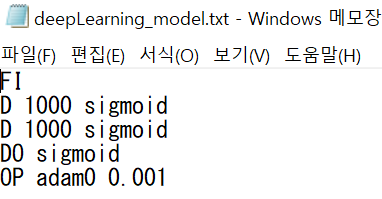 deepLearning_model.txt - Windows 메모장
파일(F) 편집(E) 서식(O) 보기(V) 도움말(H)
FI
D 1000 sigmoid
D 1000 sigmoid
DO sigmoid
OP adam0 0.001